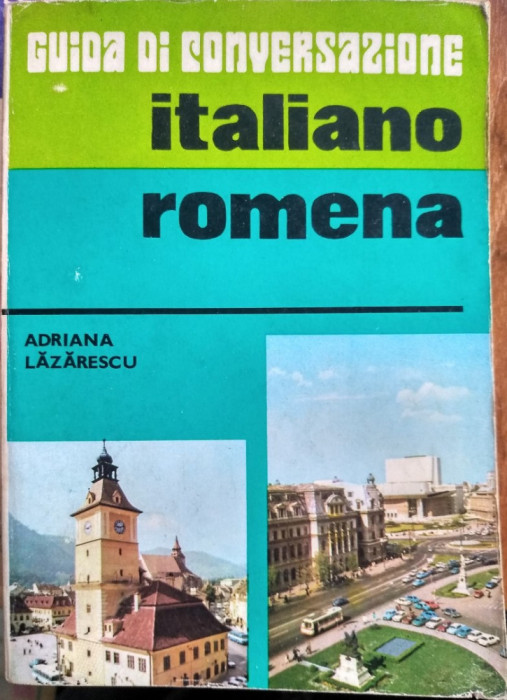 GUIDA DI CONVERSAZIONE
italiano
romena
ADRIANA
LĂZĂRESCU